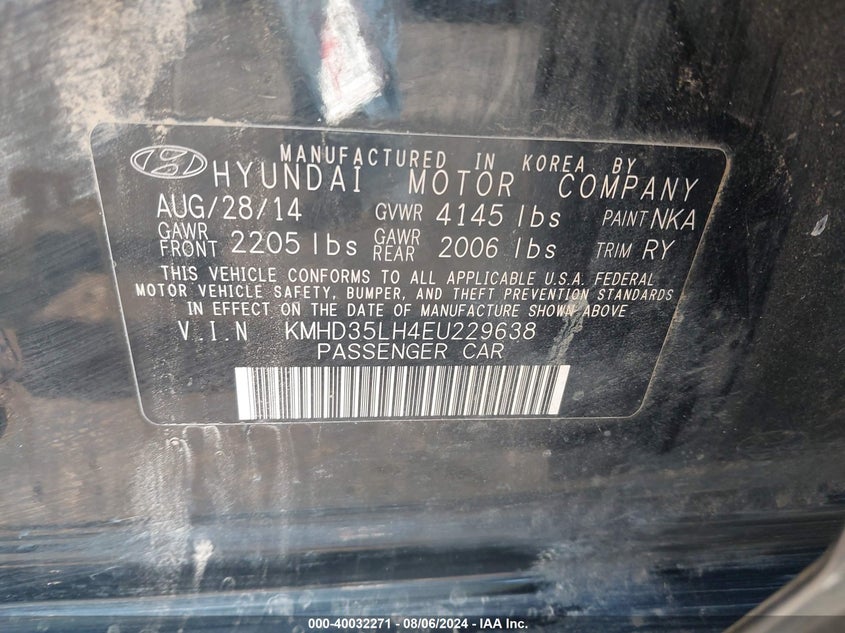 MANUFACTURED IN KOREA BY
HYUNDAI MOTOR COMPANY
AUG/28/14 GVWR 4145 lbs PAINT NKA
GAWR FRONT 2205 lbs GAWR REAR 2006 lbs TRIM RY
THIS VEHICLE CONFORMS TO ALL APPLICABLE U.S.A. FEDERAL
MOTOR VEHICLE SAFETY, BUMPER, AND THEFT PREVENTION STANDARDS
IN EFFECT ON THE DATE OF MANUFACTURE SHOWN ABOVE
V.I.N KMHD35LH4EU229638
PASSENGER CAR
000-40032271 - 08/06/2024 - IAA Inc.